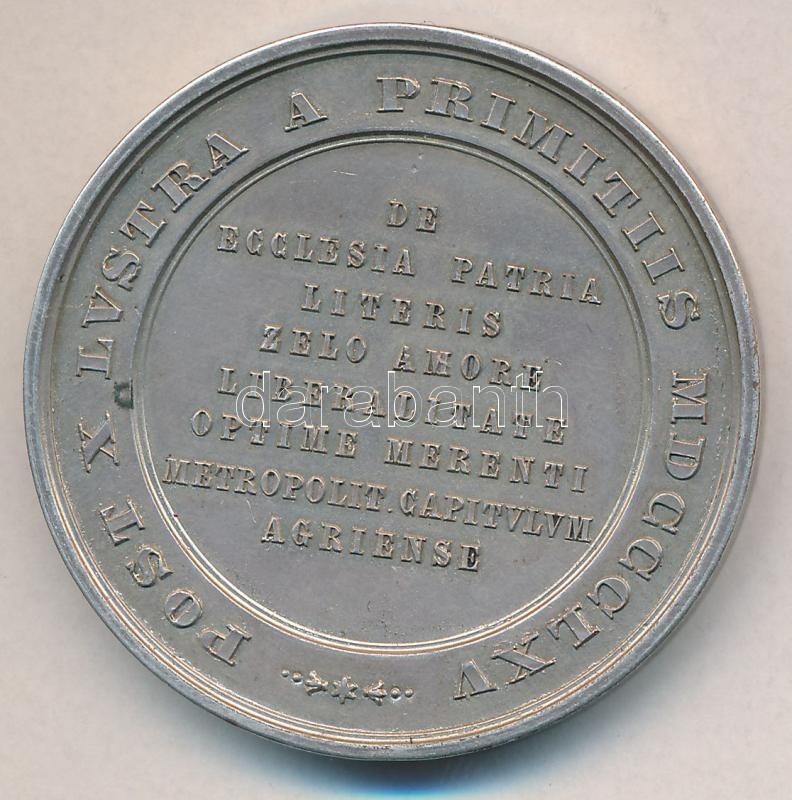 POST X LVSTRA A PRIMITIIS MDCCCLXV
DE
ECCLESIA PATRIA
LITERIS
ZELO AMORE
LIBERALITATE
OPTIME MERENTI
METROPOLIT. CAPITVLVM
AGRIENSE
darabanth